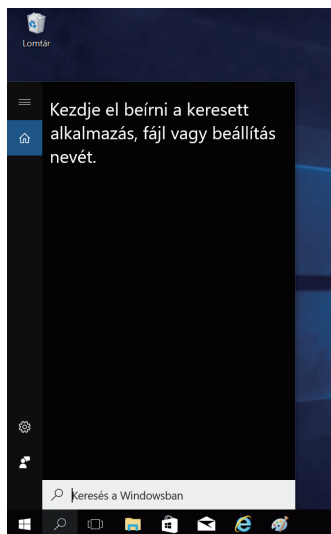 Lomtár
Kezdje el beírni a keresett
alkalmazás, fájl vagy beállítás
nevét.
Keresés a Windowsban